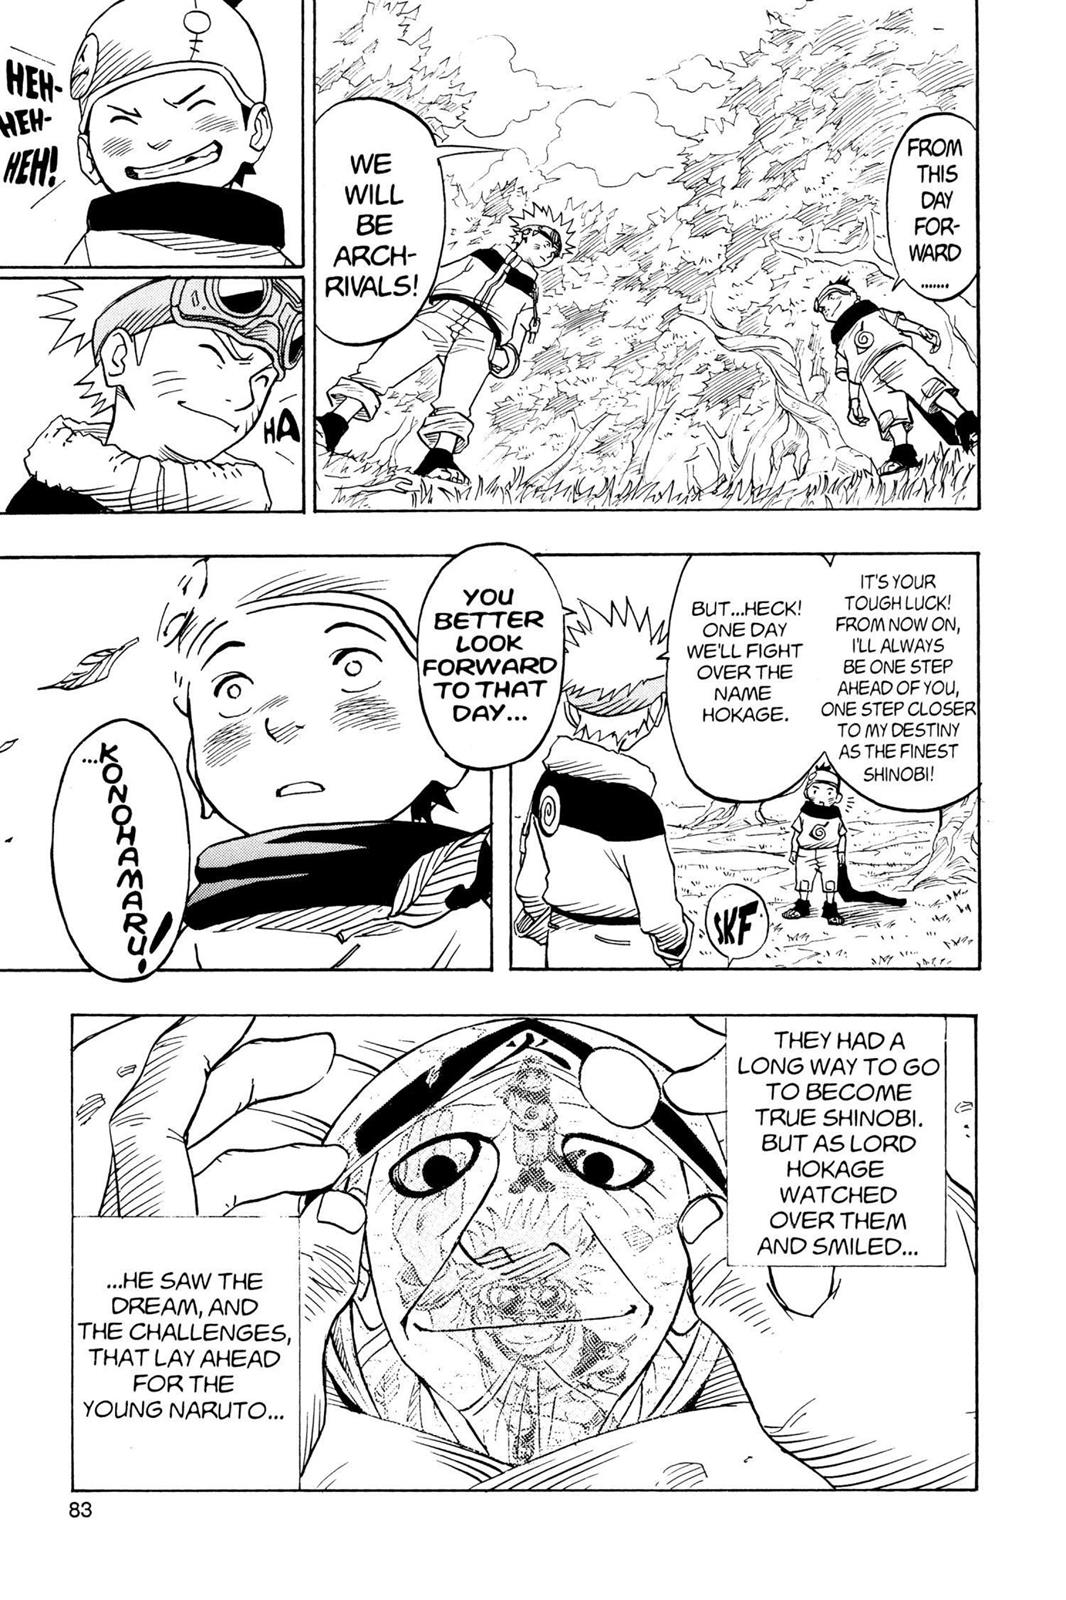 FROM
THIS
DAY
FOR-
WARD
.......
WE
WILL
BE
ARCH-
RIVALS!
HEH-
HEH-
HEH!
HA
IT'S YOUR
TOUGH LUCK!
FROM NOW ON,
I'LL ALWAYS
BE ONE STEP
AHEAD OF YOU,
ONE STEP CLOSER
TO MY DESTINY
AS THE FINEST
SHINOBI!
BUT...HECK!
ONE DAY
WE'LL FIGHT
OVER THE
NAME
HOKAGE.
SKF
YOU
BETTER
LOOK
FORWARD
TO THAT
DAY...
...KONOHAMARU!
THEY HAD A
LONG WAY TO GO
TO BECOME
TRUE SHINOBI.
BUT AS LORD
HOKAGE
WATCHED
OVER THEM
AND SMILED...
火
...HE SAW THE
DREAM, AND
THE CHALLENGES,
THAT LAY AHEAD
FOR THE
YOUNG NARUTO...
83